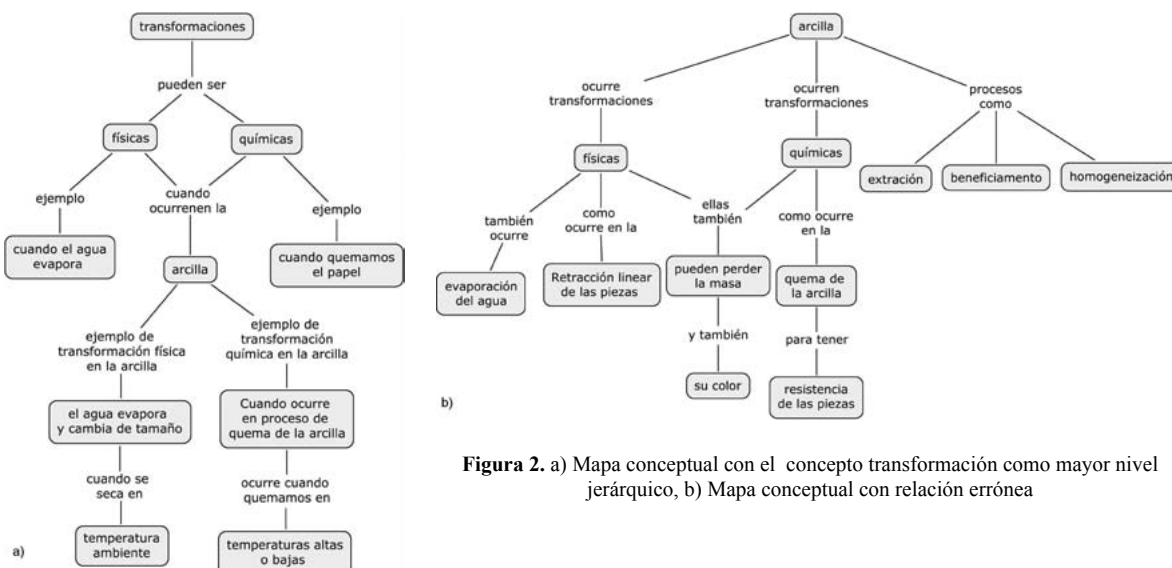 transformaciones
pueden ser
físicas
químicas
ejemplo
cuando
ocurrenen la
ejemplo
cuando el agua
evapora
cuando quemamos
el papel
arcilla
ejemplo de
transformación física
en la arcilla
ejemplo de
transformación
química en la arcilla
el agua evapora
y cambia de tamaño
Cuando ocurre
en proceso de
quema de la arcilla
cuando se
seca en
ocurre cuando
quemamos en
temperatura
ambiente
temperaturas altas
o bajas
a)
arcilla
ocurre
transformaciones
ocurren
transformaciones
procesos
como
físicas
químicas
extración
beneficiamento
homogeneización
también
ocurre
como
ocurre en la
ellas
también
como ocurre
en la
evaporación
del agua
Retracción linear
de las piezas
pueden perder
la masa
quema de
la arcilla
y también
para tener
su color
resistencia
de las piezas
b)
Figura 2. a) Mapa conceptual con el concepto transformación como mayor nivel
jerárquico, b) Mapa conceptual con relación errónea